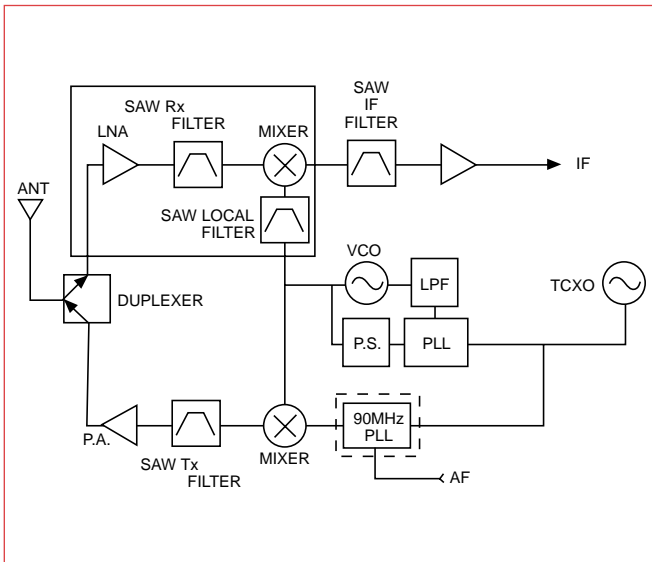 SAW
IF
FILTER
SAW Rx
FILTER
MIXER
LNA
IF
ANT
SAW LOCAL
FILTER
VCO
LPF
TCXO
DUPLEXER
P.S.
PLL
90MHz
PLL
P.A.
MIXER
SAW Tx
FILTER
AF